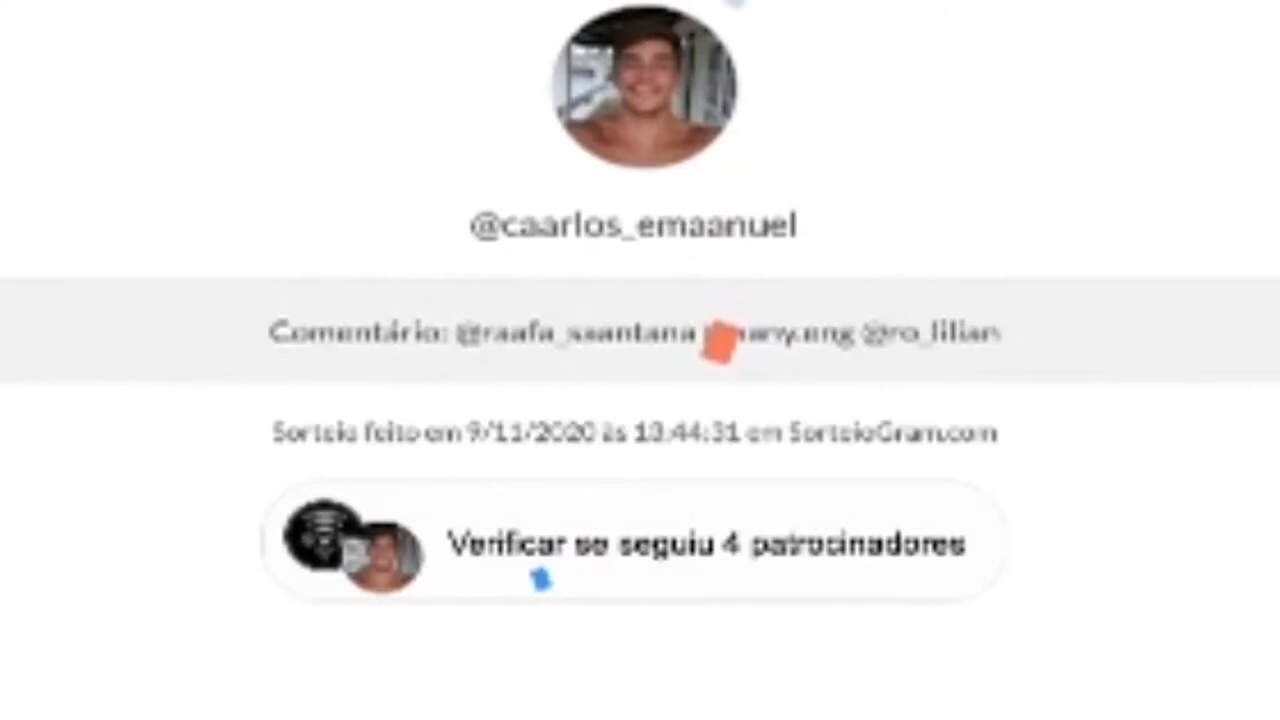 @caarlos_emaanuel
Comentário: @raafa_saantana @ro_lilian
Sorteio feito em 9/11/2020 às 13:44:31 em SorteioGram.com
Verificar se seguiu 4 patrocinadores